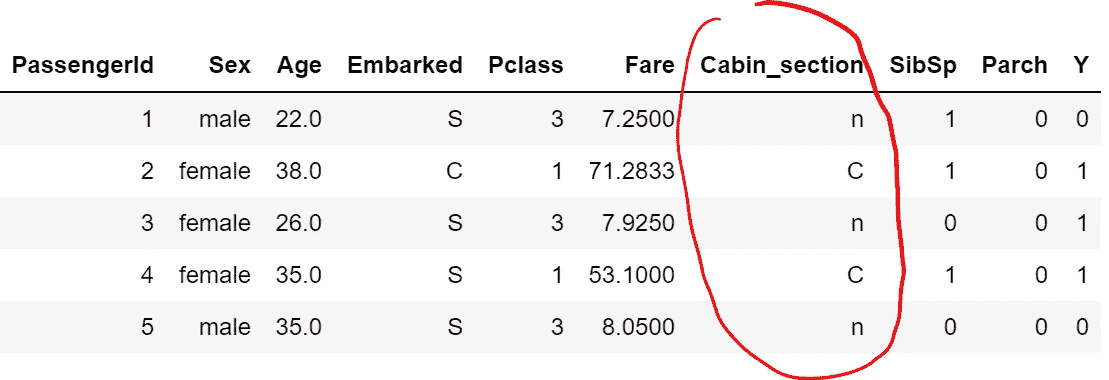 PassengerId Sex Age Embarked Pclass Fare Cabin_section SibSp Parch Y
1 male 22.0 S 3 7.2500 n 1 0 0
2 female 38.0 C 1 71.2833 C 1 0 1
3 female 26.0 S 3 7.9250 n 0 0 1
4 female 35.0 S 1 53.1000 C 1 0 1
5 male 35.0 S 3 8.0500 n 0 0 0